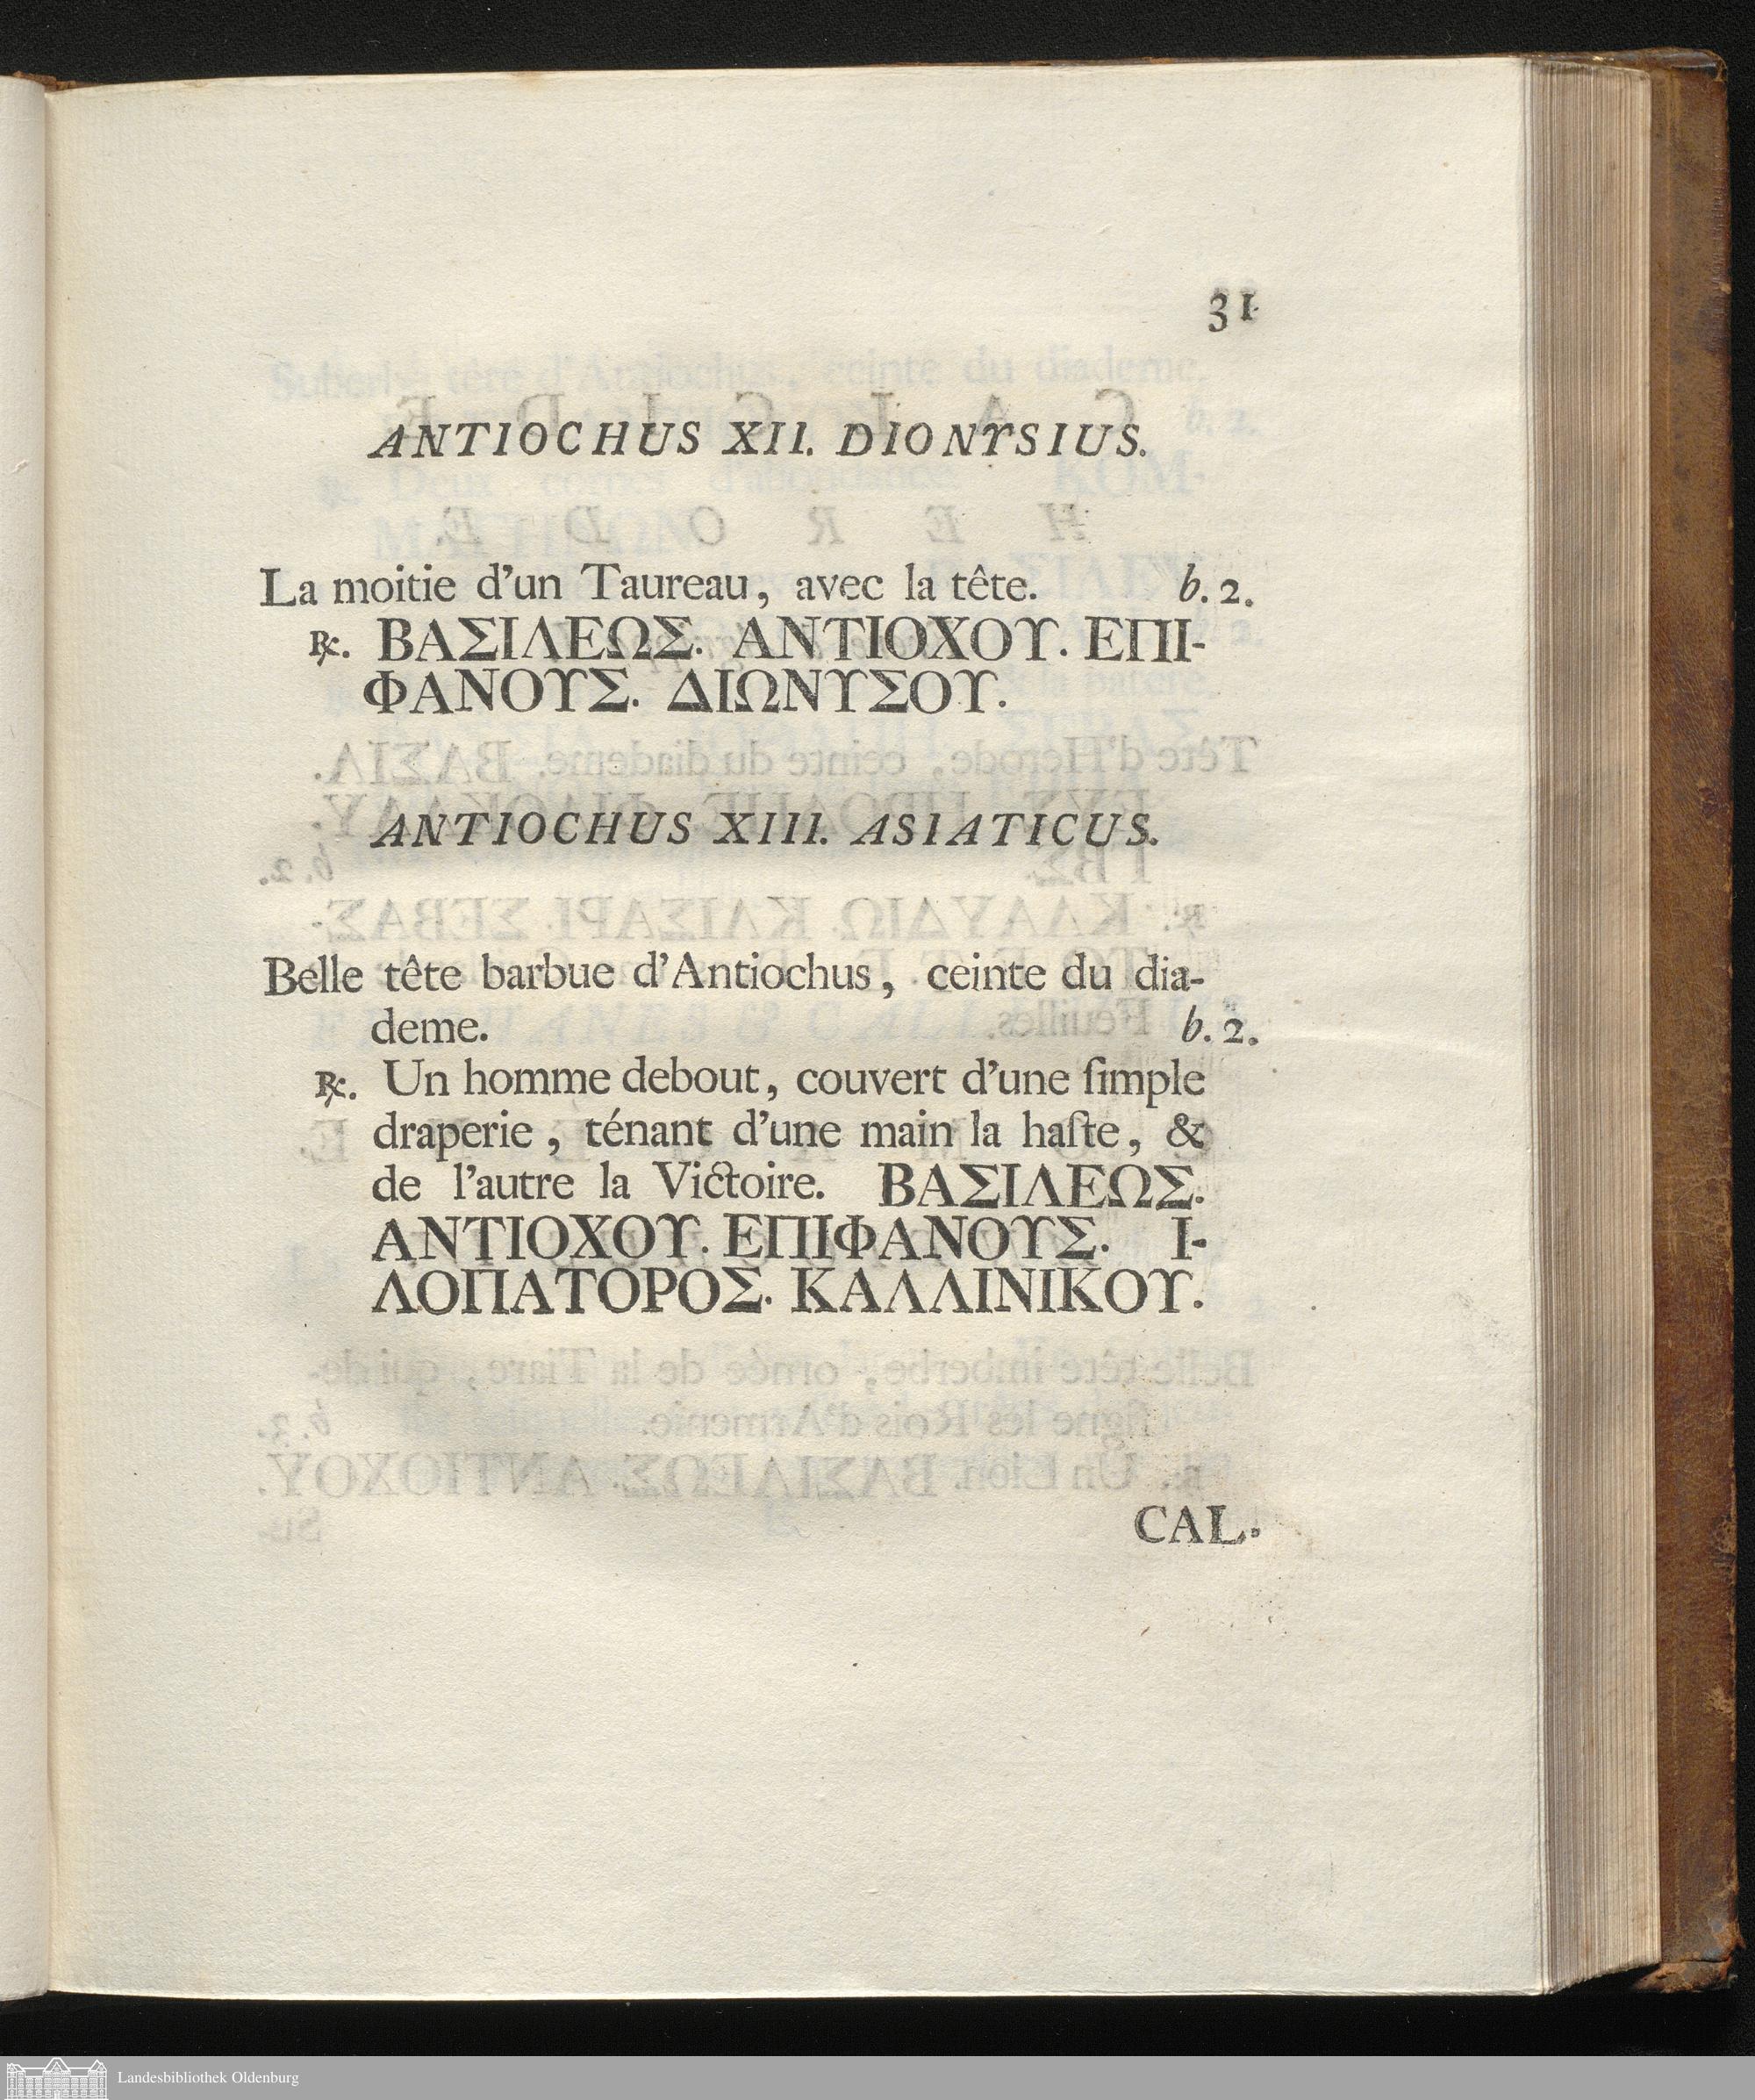 31
ANTIOCHUS XII. DIONYSIUS.
La moitie d'un Taureau, avec la tête. b. 2.
℞. ΒΑΣΙΛΕΩΣ. ΑΝΤΙΟΧΟΥ. ΕΠΙ-
ΦΑΝΟΥΣ. ΔΙΩΝΥΣΟΥ.
ANTIOCHUS XIII. ASIATICUS.
Belle tête barbue d'Antiochus, ceinte du dia-
deme. b. 2.
℞. Un homme debout, couvert d'une ſimple
draperie, ténant d'une main la haſte, &
de l'autre la Victoire. ΒΑΣΙΛΕΩΣ.
ΑΝΤΙΟΧΟΥ. ΕΠΙΦΑΝΟΥΣ. Ι-
ΛΟΠΑΤΟΡΟΣ. ΚΑΛΛΙΝΙΚΟΥ.
CAL-
Landesbibliothek Oldenburg